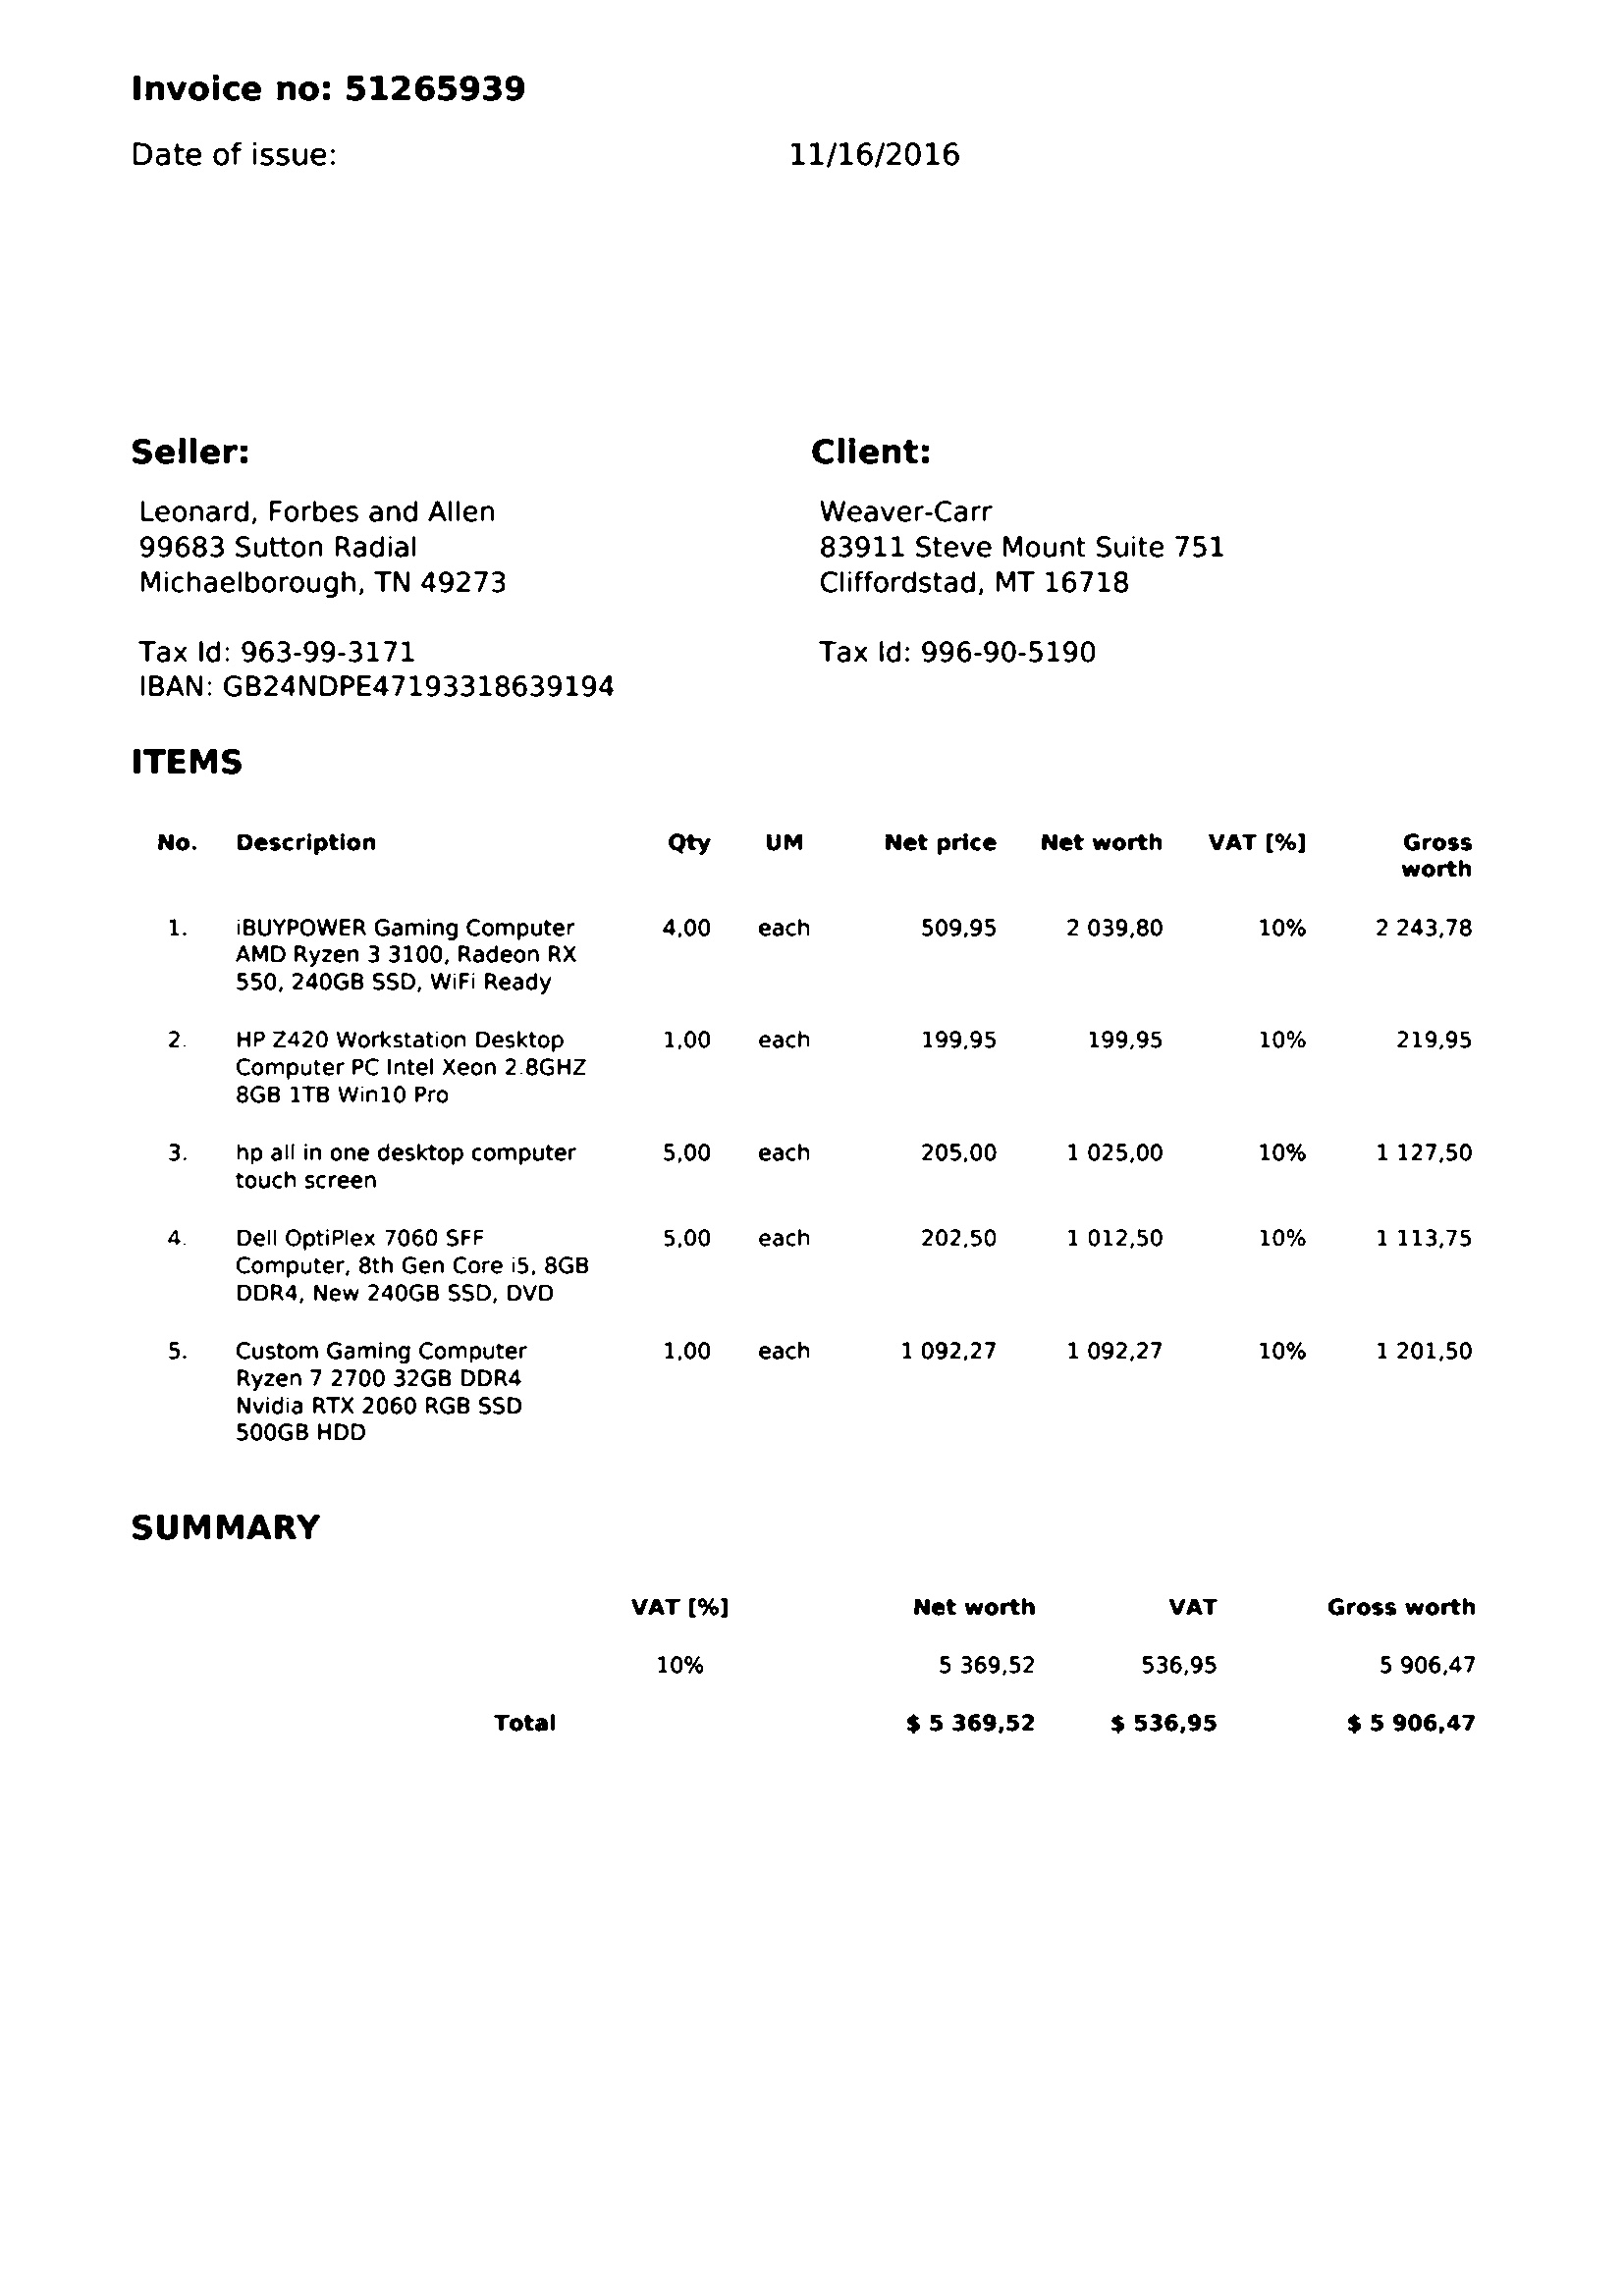 Invoice no: 51265939
Date of issue: 11/16/2016
Seller: Client:
Leonard, Forbes and Allen Weaver-Carr
99683 Sutton Radial 83911 Steve Mount Suite 751
Michaelborough, TN 49273 Cliffordstad, MT 16718
Tax Id: 963-99-3171 Tax Id: 996-90-5190
IBAN: GB24NDPE47193318639194
ITEMS
No. Description Qty UM Net price Net worth VAT [%] Gross
worth
1. iBUYPOWER Gaming Computer 4,00 each 509,95 2 039,80 10% 2 243,78
AMD Ryzen 3 3100, Radeon RX
550, 240GB SSD, WiFi Ready
2. HP Z420 Workstation Desktop 1,00 each 199,95 199,95 10% 219,95
Computer PC Intel Xeon 2.8GHZ
8GB 1TB Win10 Pro
3. hp all in one desktop computer 5,00 each 205,00 1 025,00 10% 1 127,50
touch screen
4. Dell OptiPlex 7060 SFF 5,00 each 202,50 1 012,50 10% 1 113,75
Computer, 8th Gen Core i5, 8GB
DDR4, New 240GB SSD, DVD
5. Custom Gaming Computer 1,00 each 1 092,27 1 092,27 10% 1 201,50
Ryzen 7 2700 32GB DDR4
Nvidia RTX 2060 RGB SSD
500GB HDD
SUMMARY
VAT [%] Net worth VAT Gross worth
10% 5 369,52 536,95 5 906,47
Total $ 5 369,52 $ 536,95 $ 5 906,47